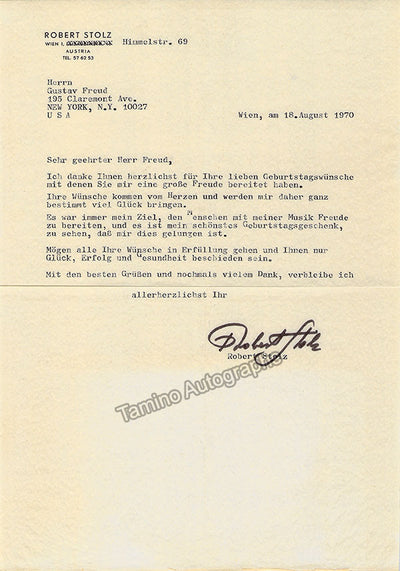 ROBERT STOLZ
WIEN I, Himmelstr. 69
AUSTRIA
TEL. 57 62 53
Herrn
Gustav Freud
195 Claremont Ave.
NEW YORK, N.Y. 10027
U S A
Wien, am 18.August 1970
Sehr geehrter Herr Freud,
Ich danke Ihnen herzlichst für Ihre lieben Geburtstagswünsche
mit denen Sie mir eine große Freude bereitet haben.
Ihre Wünsche kommen vom Herzen und werden mir daher ganz
bestimmt viel Glück bringen.
Es war immer mein Ziel, den Menschen mit meiner Musik Freude
zu bereiten, und es ist mein schönstes Geburtstagsgeschenk,
zu sehen, daß mir dies gelungen ist.
Mögen alle Ihre Wünsche in Erfüllung gehen und Ihnen nur
Glück, Erfolg und Gesundheit beschieden sein.
Mit den besten Grüßen und nochmals vielem Dank, verbleibe ich
allerherzlichst Ihr
Robert Stolz
Robert Stolz
Tamino Autographs